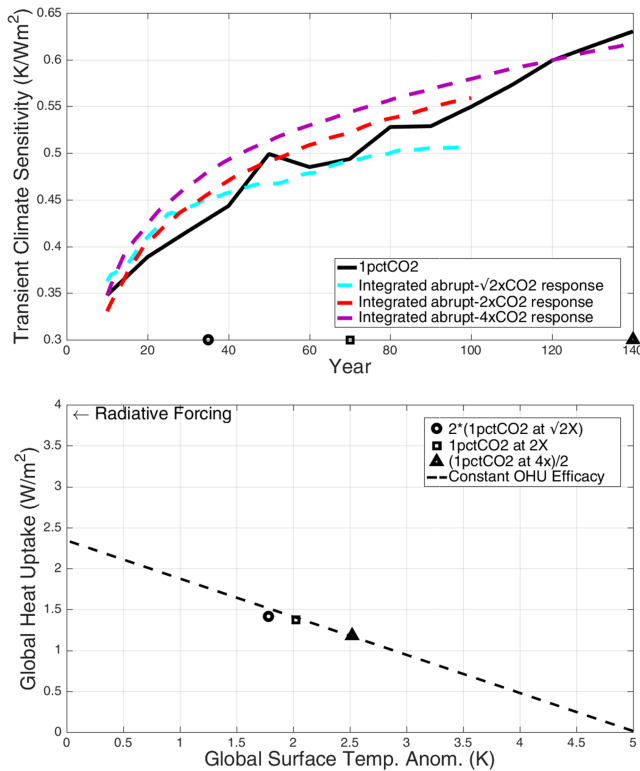 0.65
0.6
0.55
0.5
0.45
0.4
0.35
0.3
Transient Climate Sensitivity (K/Wm²)
1pctCO2
Integrated abrupt-√2xCO2 response
Integrated abrupt-2xCO2 response
Integrated abrupt-4xCO2 response
0 20 40 60 80 100 120 140
Year
4
3.5
3
2.5
2
1.5
1
0.5
0
Global Heat Uptake (W/m²)
← Radiative Forcing
2*(1pctCO2 at √2X)
1pctCO2 at 2X
(1pctCO2 at 4x)/2
Constant OHU Efficacy
0 0.5 1 1.5 2 2.5 3 3.5 4 4.5 5
Global Surface Temp. Anom. (K)